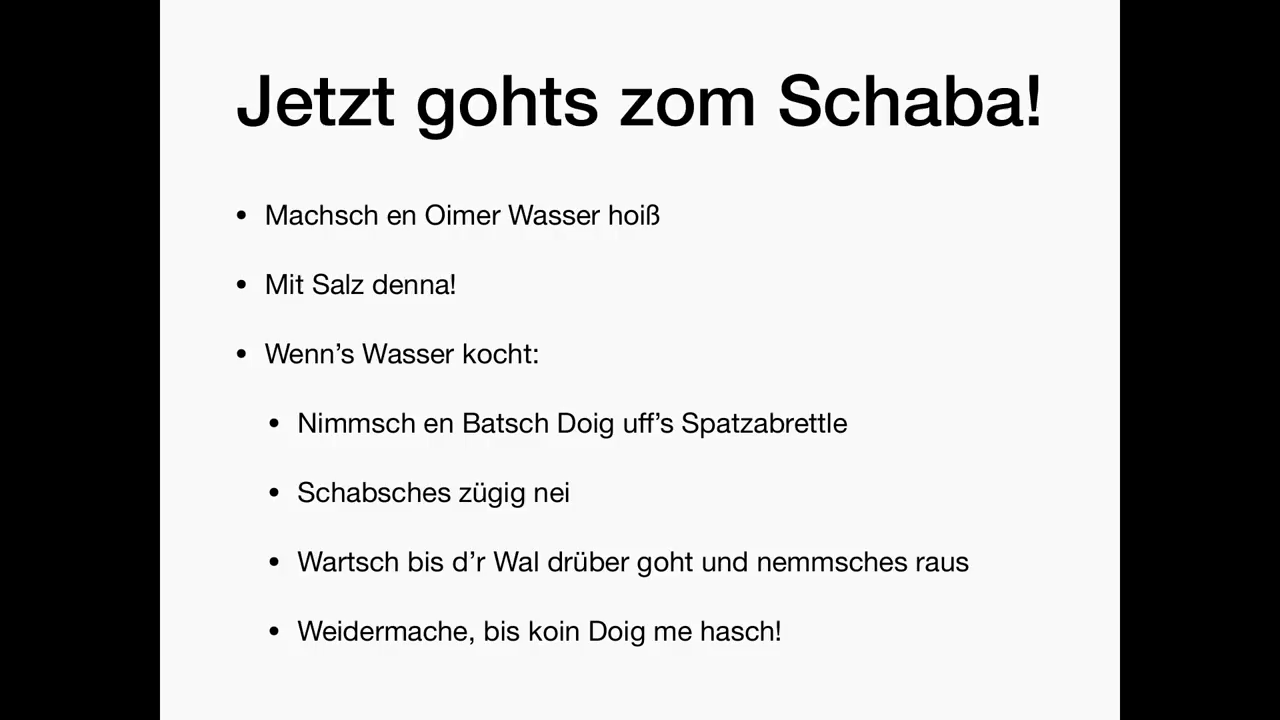 Jetzt gohts zom Schaba!
• Machsch en Oimer Wasser hoiß
• Mit Salz denna!
• Wenn’s Wasser kocht:
• Nimmsch en Batsch Doig uff’s Spatzabrettle
• Schabsches zügig nei
• Wartsch bis d’r Wal drüber goht und nemmsches raus
• Weidermache, bis koin Doig me hasch!